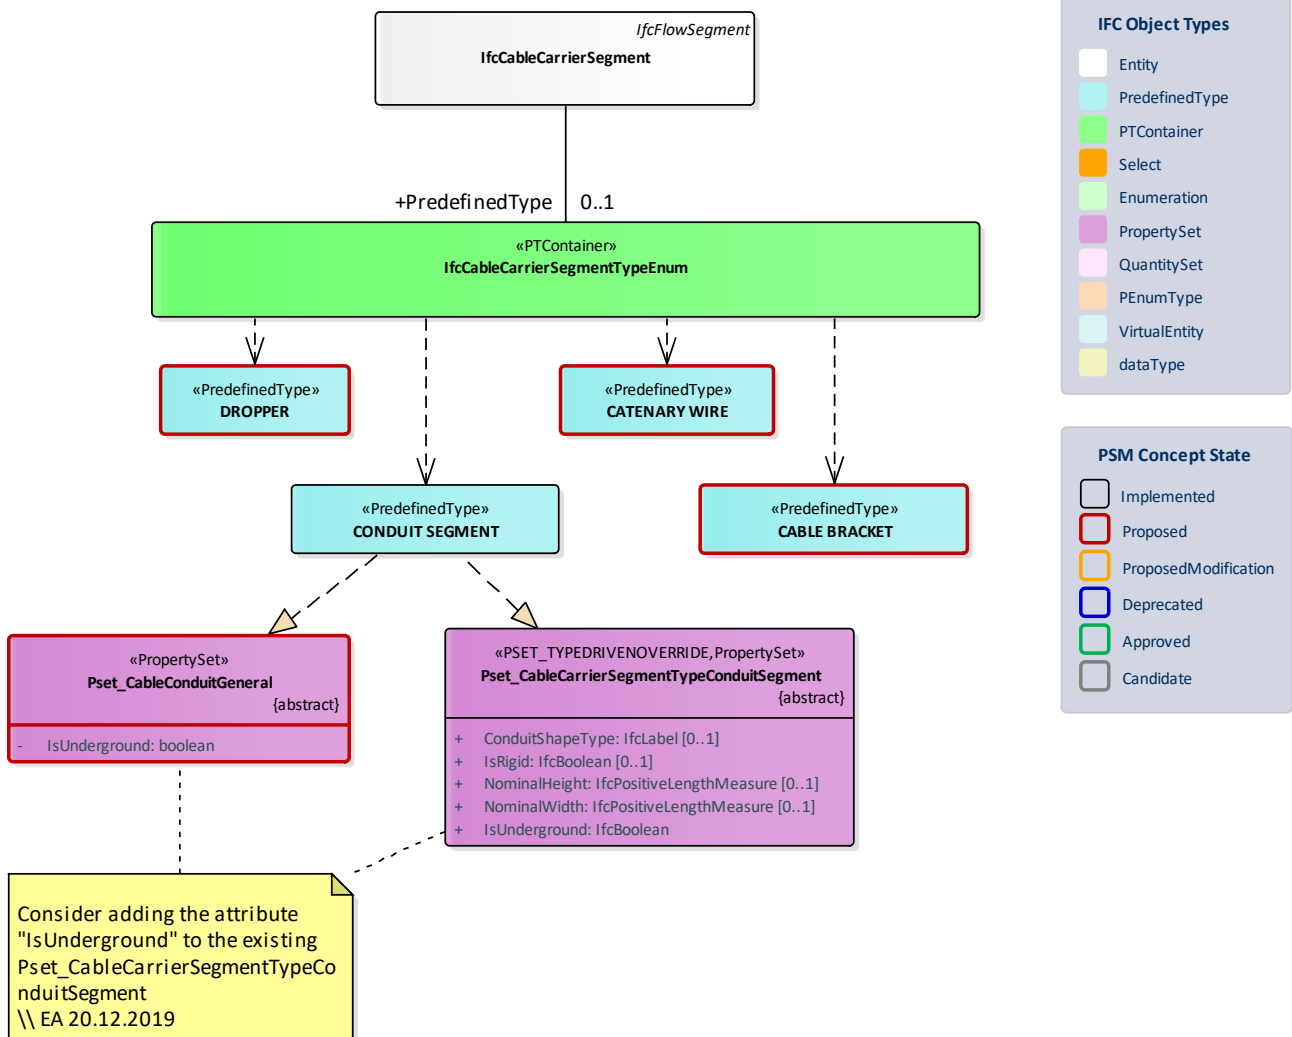 IfcFlowSegment
IfcCableCarrierSegment
+PredefinedType 0..1
«PTContainer»
IfcCableCarrierSegmentTypeEnum
«PredefinedType»
DROPPER
«PredefinedType»
CATENARY WIRE
«PredefinedType»
CONDUIT SEGMENT
«PredefinedType»
CABLE BRACKET
«PropertySet»
Pset_CableConduitGeneral
{abstract}
- IsUnderground: boolean
«PSET_TYPEDRIVENOVERRIDE,PropertySet»
Pset_CableCarrierSegmentTypeConduitSegment
{abstract}
+ ConduitShapeType: IfcLabel [0..1]
+ IsRigid: IfcBoolean [0..1]
+ NominalHeight: IfcPositiveLengthMeasure [0..1]
+ NominalWidth: IfcPositiveLengthMeasure [0..1]
+ IsUnderground: IfcBoolean
Consider adding the attribute
"IsUnderground" to the existing
Pset_CableCarrierSegmentTypeCo
nduitSegment
\\ EA 20.12.2019
IFC Object Types
Entity
PredefinedType
PTContainer
Select
Enumeration
PropertySet
QuantitySet
PEnumType
VirtualEntity
dataType
PSM Concept State
Implemented
Proposed
ProposedModification
Deprecated
Approved
Candidate